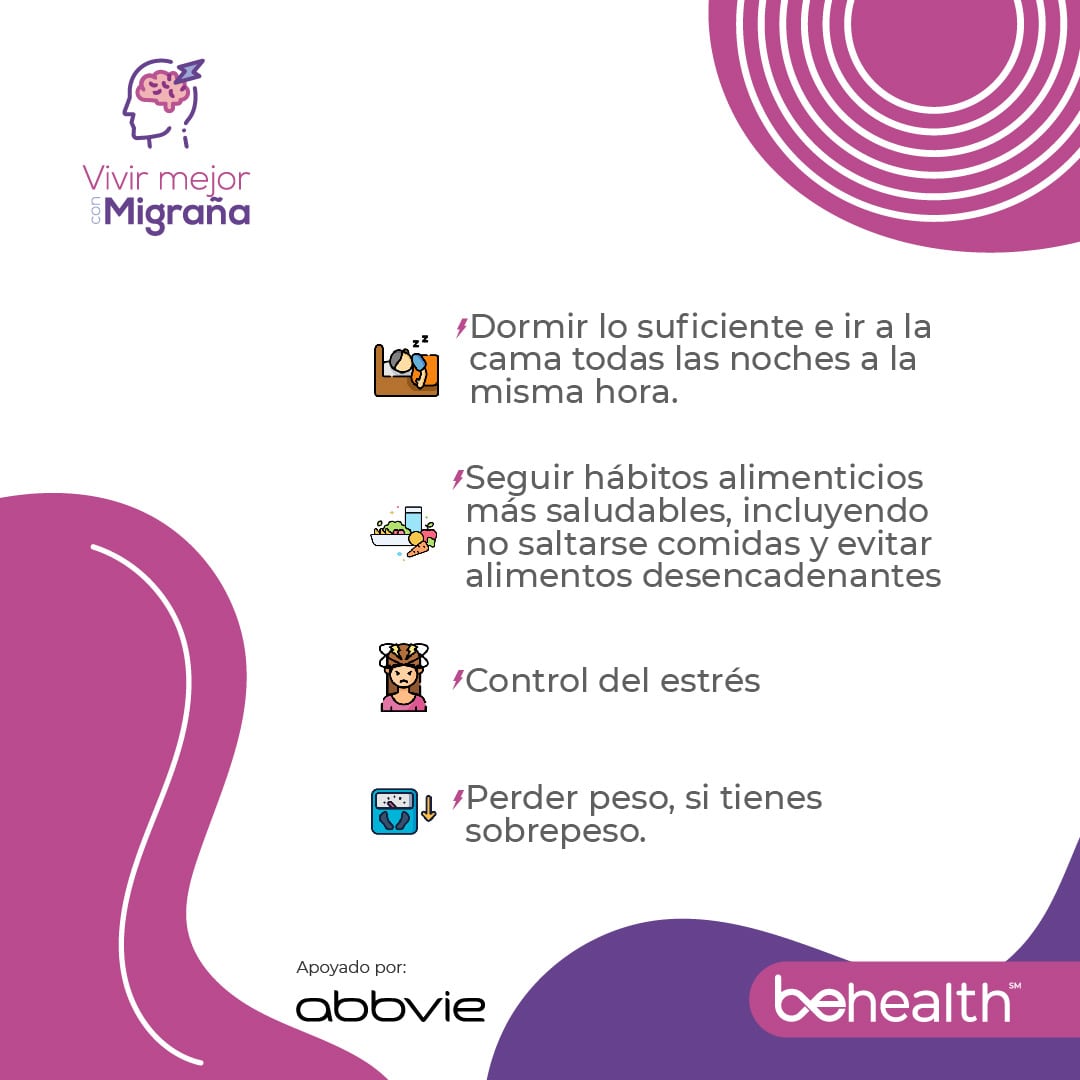 Vivir mejor
con Migraña
Dormir lo suficiente e ir a la
cama todas las noches a la
misma hora.
Seguir hábitos alimenticios
más saludables, incluyendo
no saltarse comidas y evitar
alimentos desencadenantes
Control del estrés
Perder peso, si tienes
sobrepeso.
Apoyado por:
abbvie
behealth℠